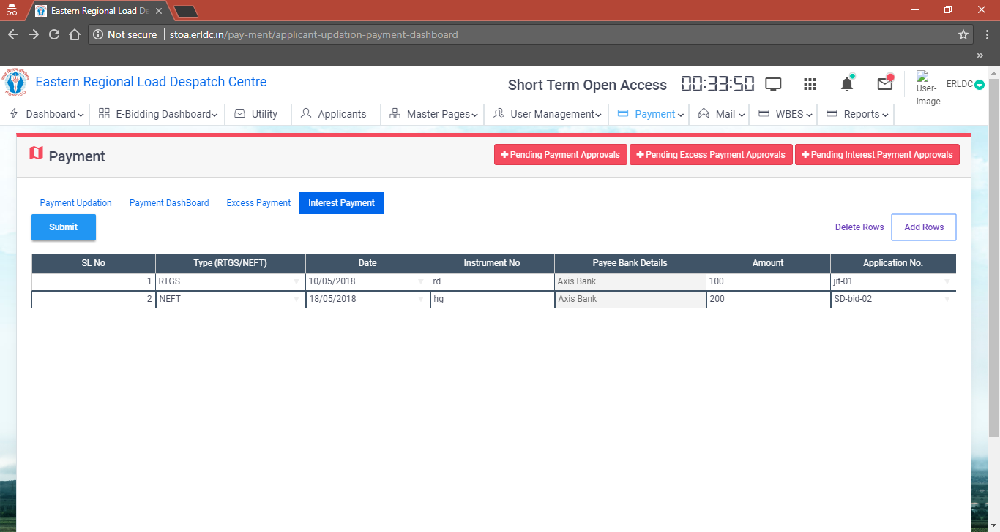 Eastern Regional Load De
Not secure stoa.erldc.in/pay-ment/applicant-updation-payment-dashboard
Eastern Regional Load Despatch Centre
Short Term Open Access 00:33:50
User-image
ERLDC
Dashboard E-Bidding Dashboard Utility Applicants Master Pages User Management Payment Mail WBES Reports
Payment
Pending Payment Approvals Pending Excess Payment Approvals Pending Interest Payment Approvals
Payment Updation Payment DashBoard Excess Payment Interest Payment
Submit Delete Rows Add Rows
SL No Type (RTGS/NEFT) Date Instrument No Payee Bank Details Amount Application No.
1 RTGS 10/05/2018 rd Axis Bank 100 jit-01
2 NEFT 18/05/2018 hg Axis Bank 200 SD-bid-02